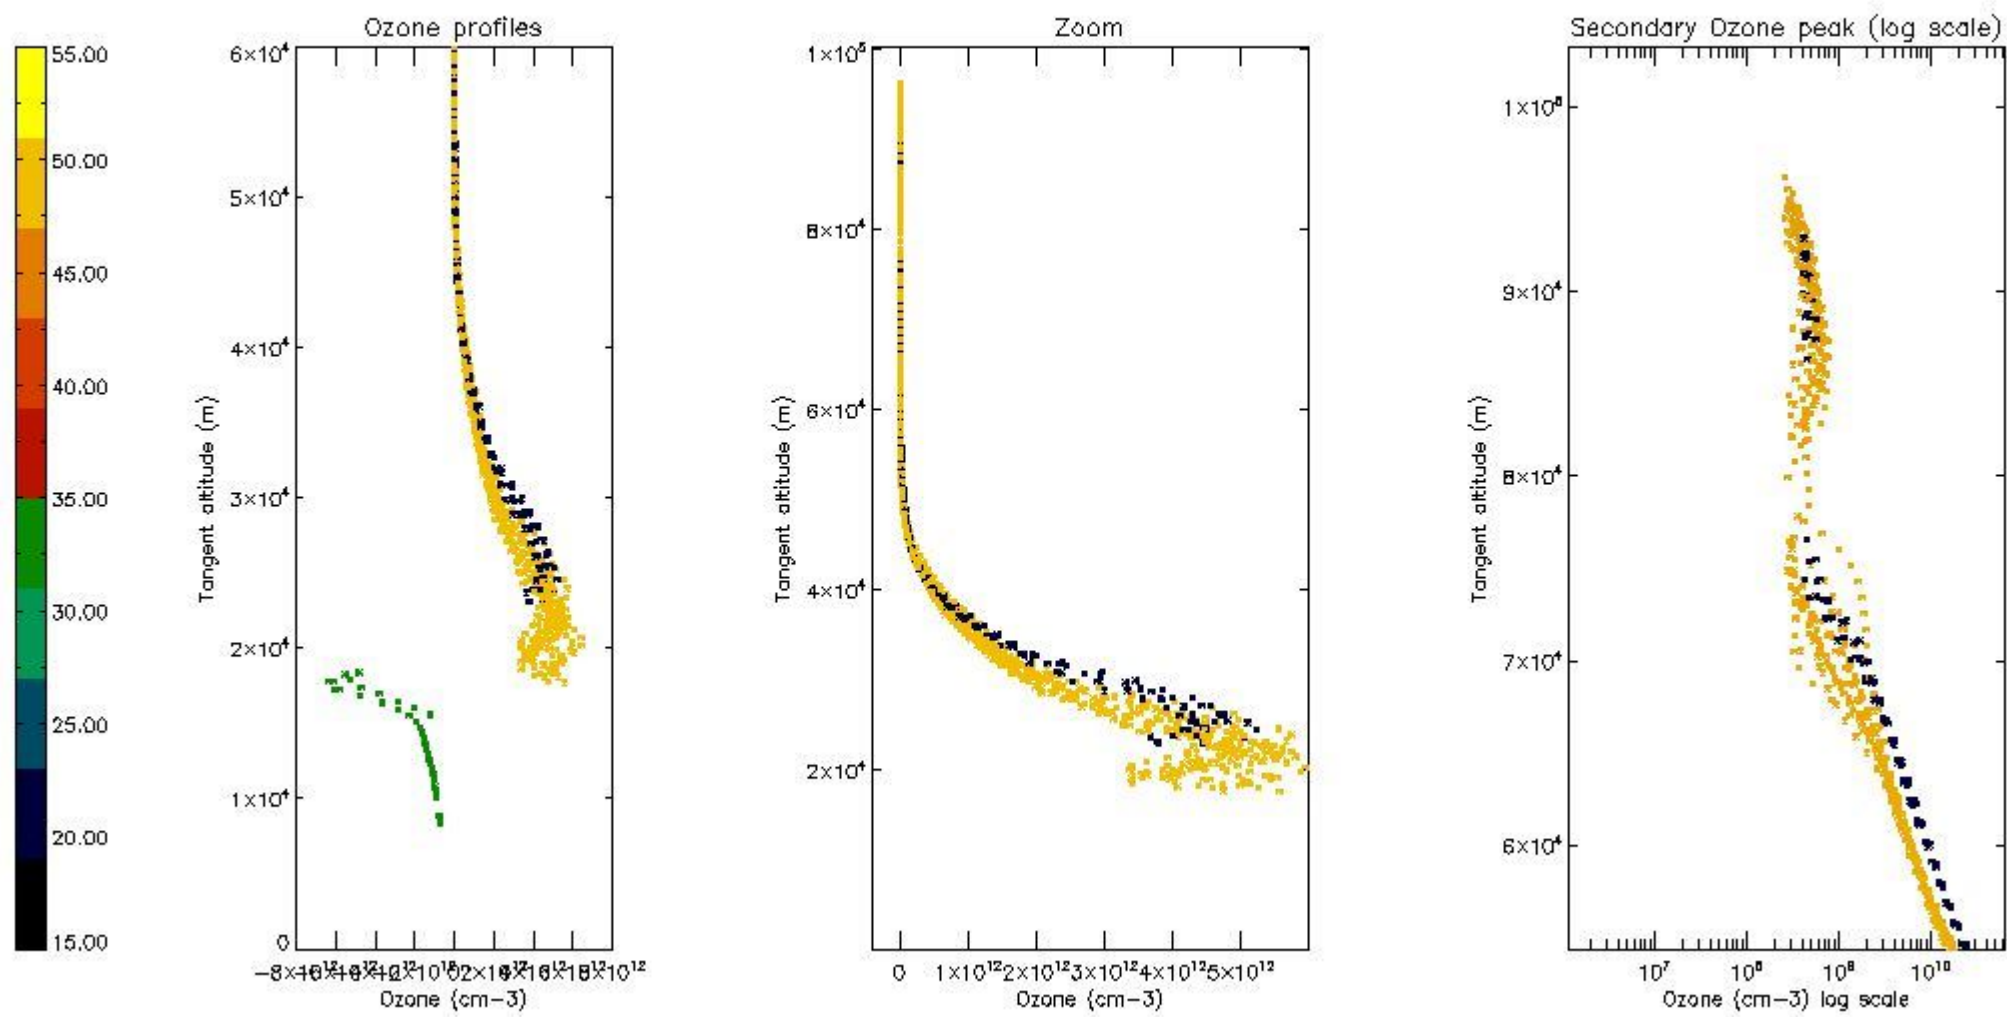 Ozone profiles
Zoom
Secondary Ozone peak (log scale)
55.00
50.00
45.00
40.00
35.00
30.00
25.00
20.00
15.00
Tangent altitude (m)
6×10⁴
5×10⁴
4×10⁴
3×10⁴
2×10⁴
1×10⁴
0
Ozone (cm-3)
Tangent altitude (m)
1×10⁵
8×10⁴
6×10⁴
4×10⁴
2×10⁴
0 1×10¹² 2×10¹² 3×10¹² 4×10¹² 5×10¹²
Ozone (cm-3)
Tangent altitude (m)
9×10⁴
8×10⁴
7×10⁴
6×10⁴
10⁷ 10⁸ 10⁹ 10¹⁰
Ozone (cm-3) log scale